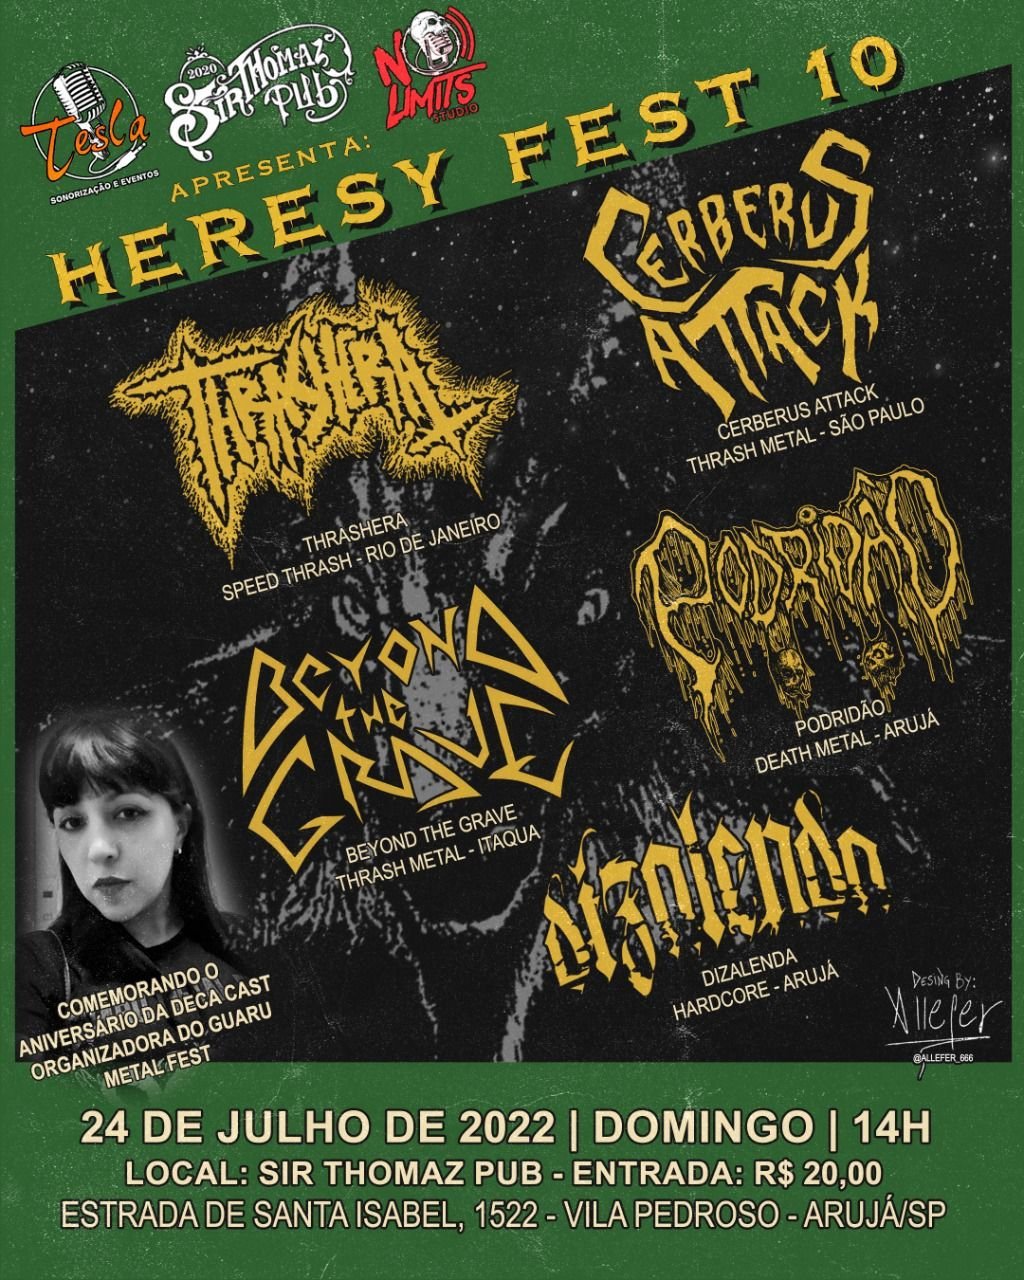 Tesla
SONORIZAÇÃO E EVENTOS
2020
SIR THOMAZ
PUB
NO
LIMITS
STUDIO
APRESENTA:
HERESY FEST 10
CERBERUS
ATTACK
CERBERUS ATTACK
THRASH METAL - SÃO PAULO
THRASHERA
THRASHERA
SPEED THRASH - RIO DE JANEIRO
PODRIDÃO
PODRIDÃO
DEATH METAL - ARUJÁ
BEYOND
THE
GRAVE
BEYOND THE GRAVE
THRASH METAL - ITAQUA
DIZALENDA
DIZALENDA
HARDCORE - ARUJÁ
COMEMORANDO O
ANIVERSÁRIO DA DECA CAST
ORGANIZADORA DO GUARU
METAL FEST
DESING BY:
Allefer
@ALLEFER_666
24 DE JULHO DE 2022 | DOMINGO | 14H
LOCAL: SIR THOMAZ PUB - ENTRADA: R$ 20,00
ESTRADA DE SANTA ISABEL, 1522 - VILA PEDROSO - ARUJÁ/SP